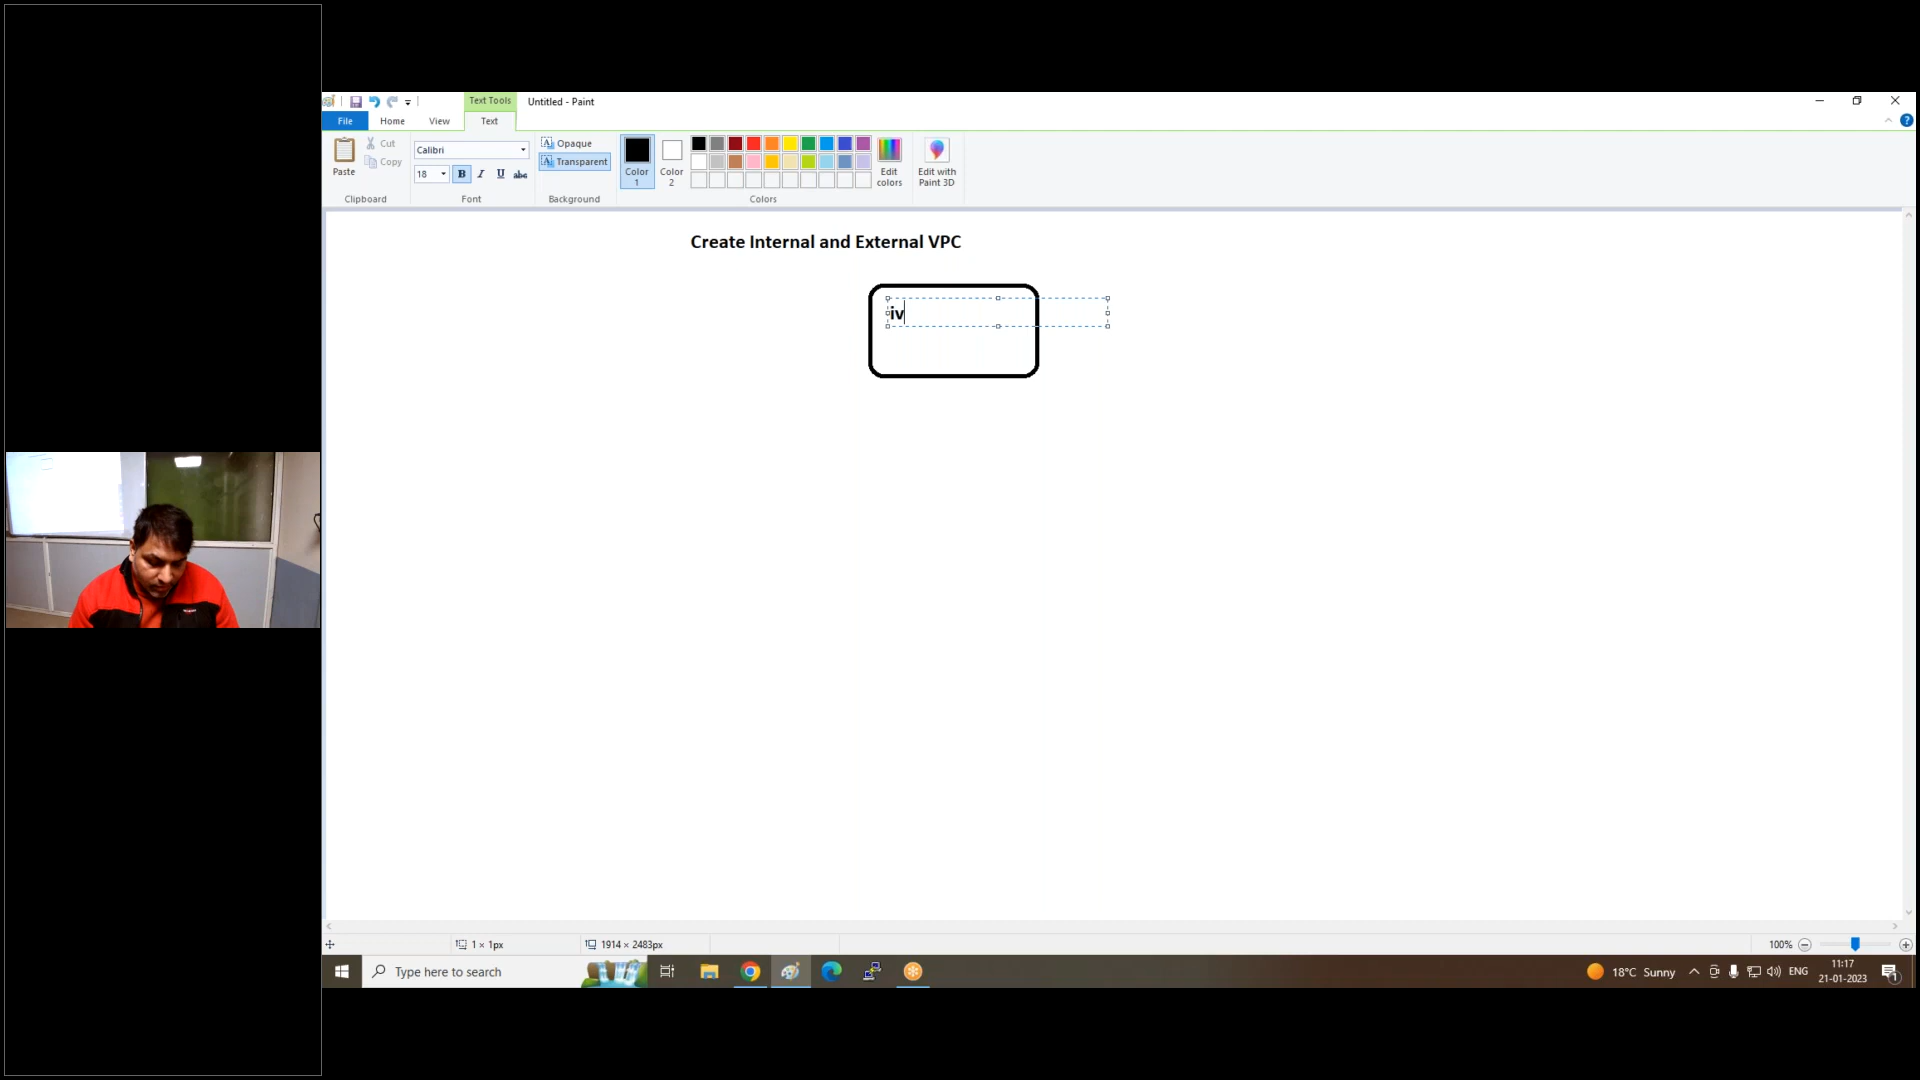 Text Tools
Untitled - Paint
File
Home
View
Text
Paste
Cut
Copy
Clipboard
Calibri
18
B
I
U
abc
Font
Opaque
Transparent
Background
Color
1
Color
2
Edit
colors
Colors
Edit with
Paint 3D
Create Internal and External VPC
iv
1 × 1px
1914 × 2483px
100%
Type here to search
18°C Sunny
ENG
11:17
21-01-2023
1